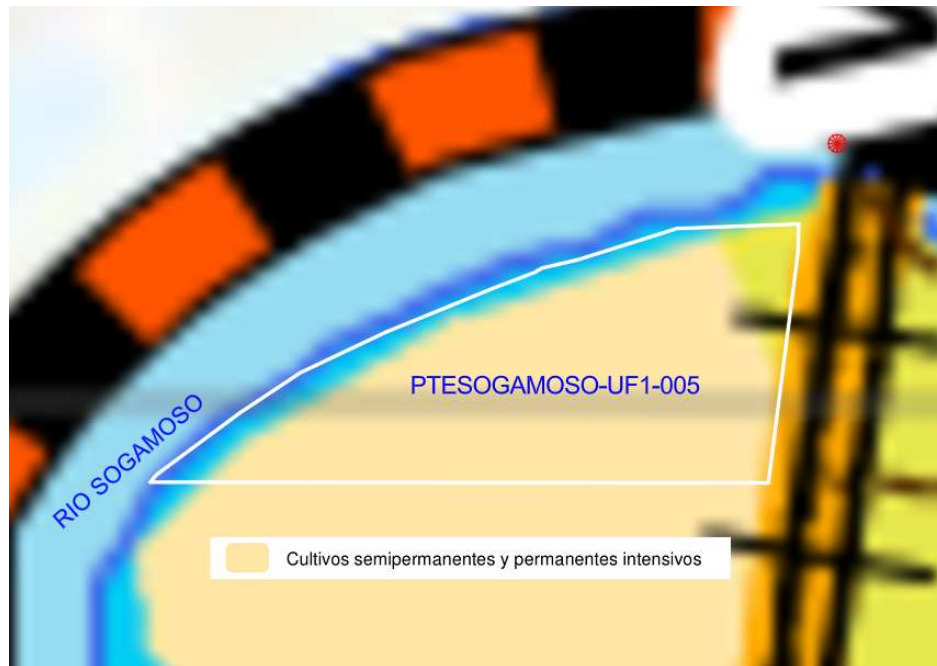 PTESOGAMOSO-UF1-005
RIO SOGAMOSO
Cultivos semipermanentes y permanentes intensivos